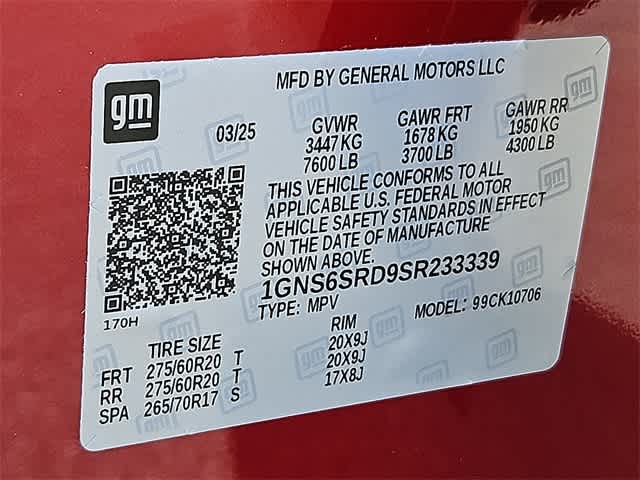 MFD BY GENERAL MOTORS LLC
gm
03/25
GVWR
3447 KG
7600 LB
GAWR FRT
1678 KG
3700 LB
GAWR RR
1950 KG
4300 LB
THIS VEHICLE CONFORMS TO ALL
APPLICABLE U.S. FEDERAL MOTOR
VEHICLE SAFETY STANDARDS IN EFFECT
ON THE DATE OF MANUFACTURE
SHOWN ABOVE.
1GNS6SRD9SR233339
TYPE: MPV MODEL: 99CK10706
170H
TIRE SIZE RIM
FRT 275/60R20 T 20X9J
RR 275/60R20 T 20X9J
SPA 265/70R17 S 17X8J